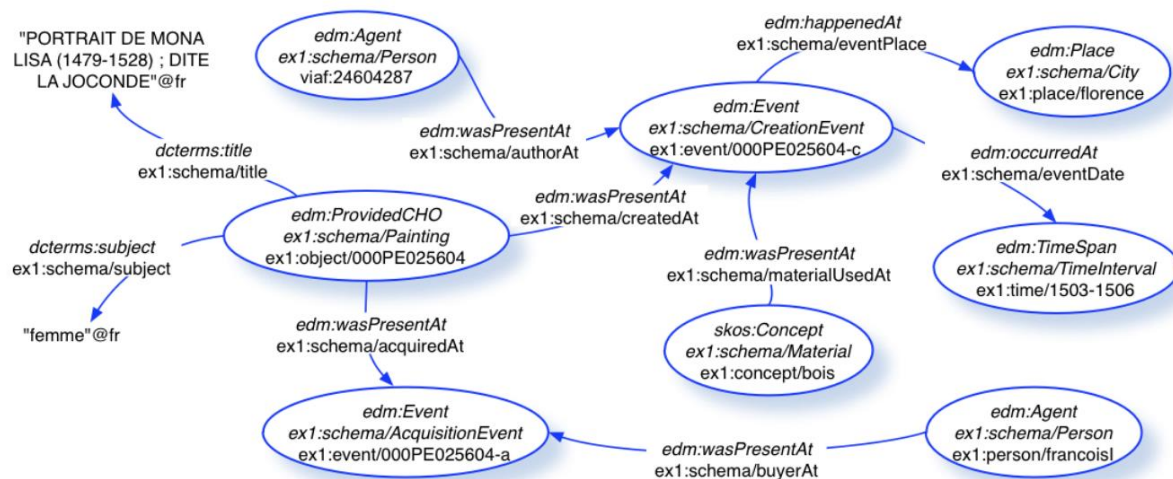 "PORTRAIT DE MONA
LISA (1479-1528) ; DITE
LA JOCONDE"@fr
edm:Agent
ex1:schema/Person
viaf:24604287
edm:happenedAt
ex1:schema/eventPlace
edm:Place
ex1:schema/City
ex1:place/florence
edm:Event
ex1:schema/CreationEvent
ex1:event/000PE025604-c
edm:wasPresentAt
ex1:schema/authorAt
dcterms:title
ex1:schema/title
edm:occurredAt
ex1:schema/eventDate
edm:wasPresentAt
ex1:schema/createdAt
edm:ProvidedCHO
ex1:schema/Painting
ex1:object/000PE025604
dcterms:subject
ex1:schema/subject
edm:wasPresentAt
ex1:schema/materialUsedAt
edm:TimeSpan
ex1:schema/TimeInterval
ex1:time/1503-1506
"femme"@fr
edm:wasPresentAt
ex1:schema/acquiredAt
skos:Concept
ex1:schema/Material
ex1:concept/bois
edm:Event
ex1:schema/AcquisitionEvent
ex1:event/000PE025604-a
edm:wasPresentAt
ex1:schema/buyerAt
edm:Agent
ex1:schema/Person
ex1:person/francoisI